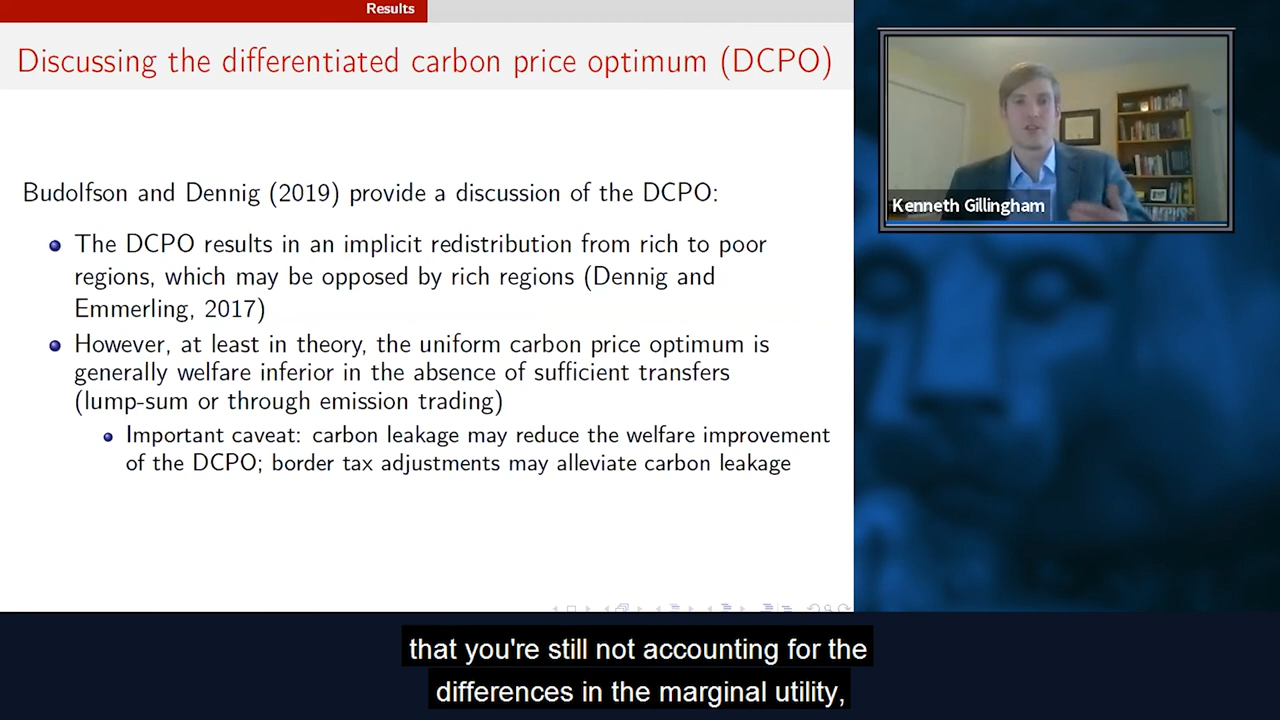 Results
Discussing the differentiated carbon price optimum (DCPO)
Budolfson and Dennig (2019) provide a discussion of the DCPO:
The DCPO results in an implicit redistribution from rich to poor
regions, which may be opposed by rich regions (Dennig and
Emmerling, 2017)
However, at least in theory, the uniform carbon price optimum is
generally welfare inferior in the absence of sufficient transfers
(lump-sum or through emission trading)
Important caveat: carbon leakage may reduce the welfare improvement
of the DCPO; border tax adjustments may alleviate carbon leakage
Kenneth Gillingham
that you're still not accounting for the
differences in the marginal utility,